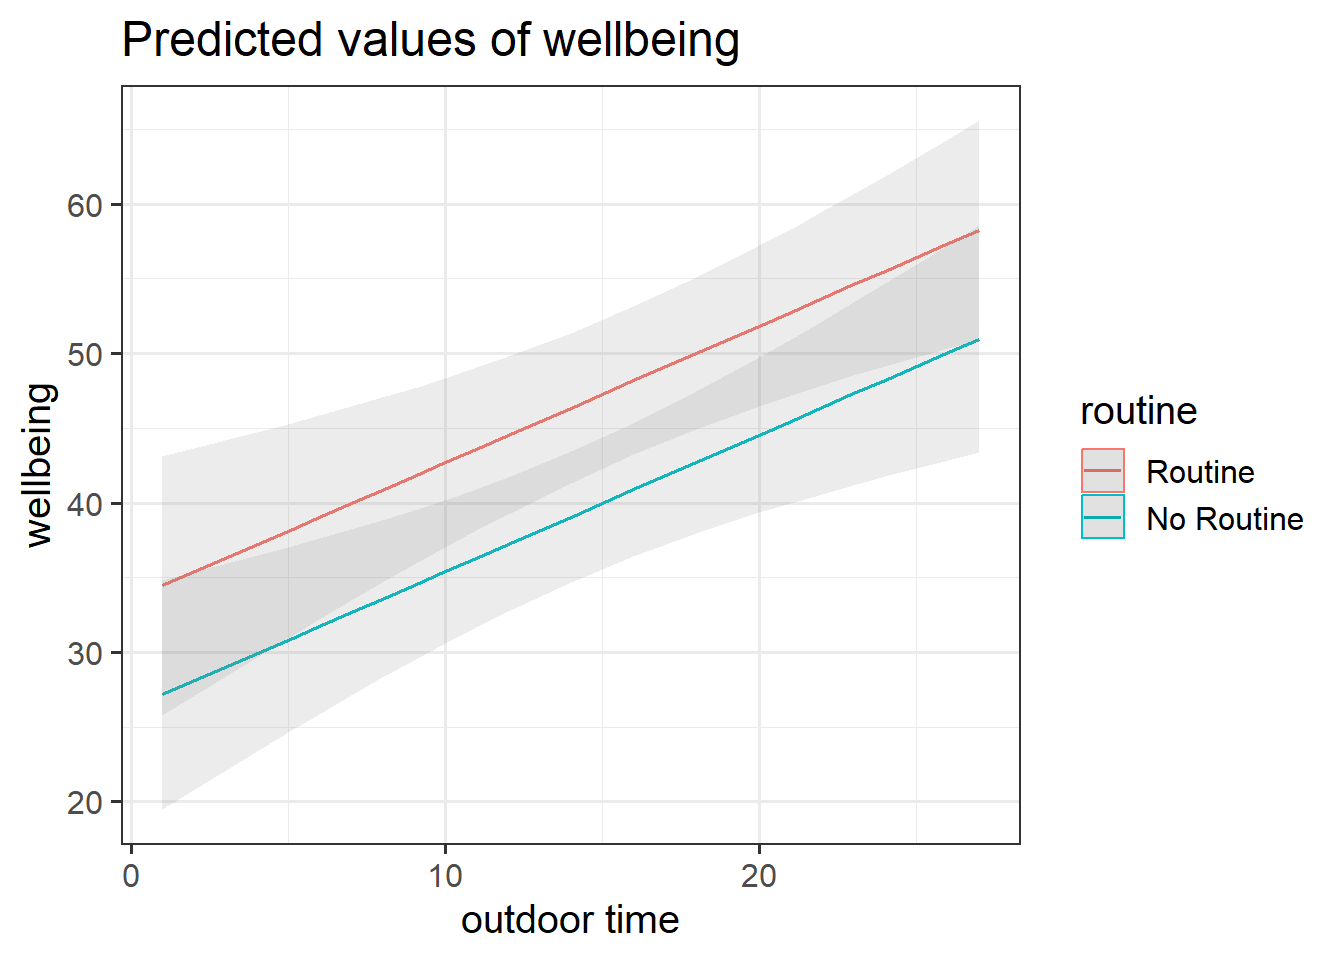 Predicted values of wellbeing
60
50
40
30
20
wellbeing
0 10 20
outdoor time
routine
Routine
No Routine